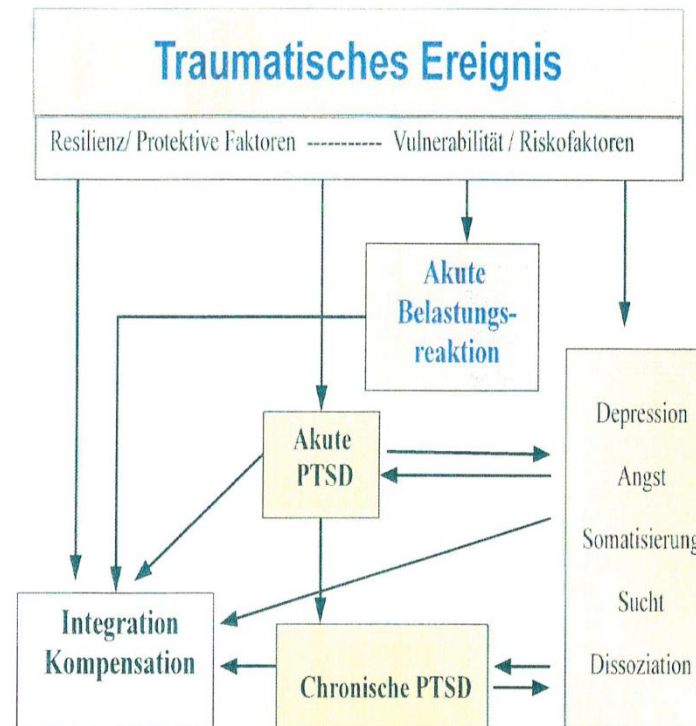 Traumatisches Ereignis
Resilienz/ Protektive Faktoren ----------- Vulnerabilität / Riskofaktoren
Akute
Belastungs-
reaktion
Akute
PTSD
Depression
Angst
Somatisierung
Sucht
Dissoziation
Integration
Kompensation
Chronische PTSD